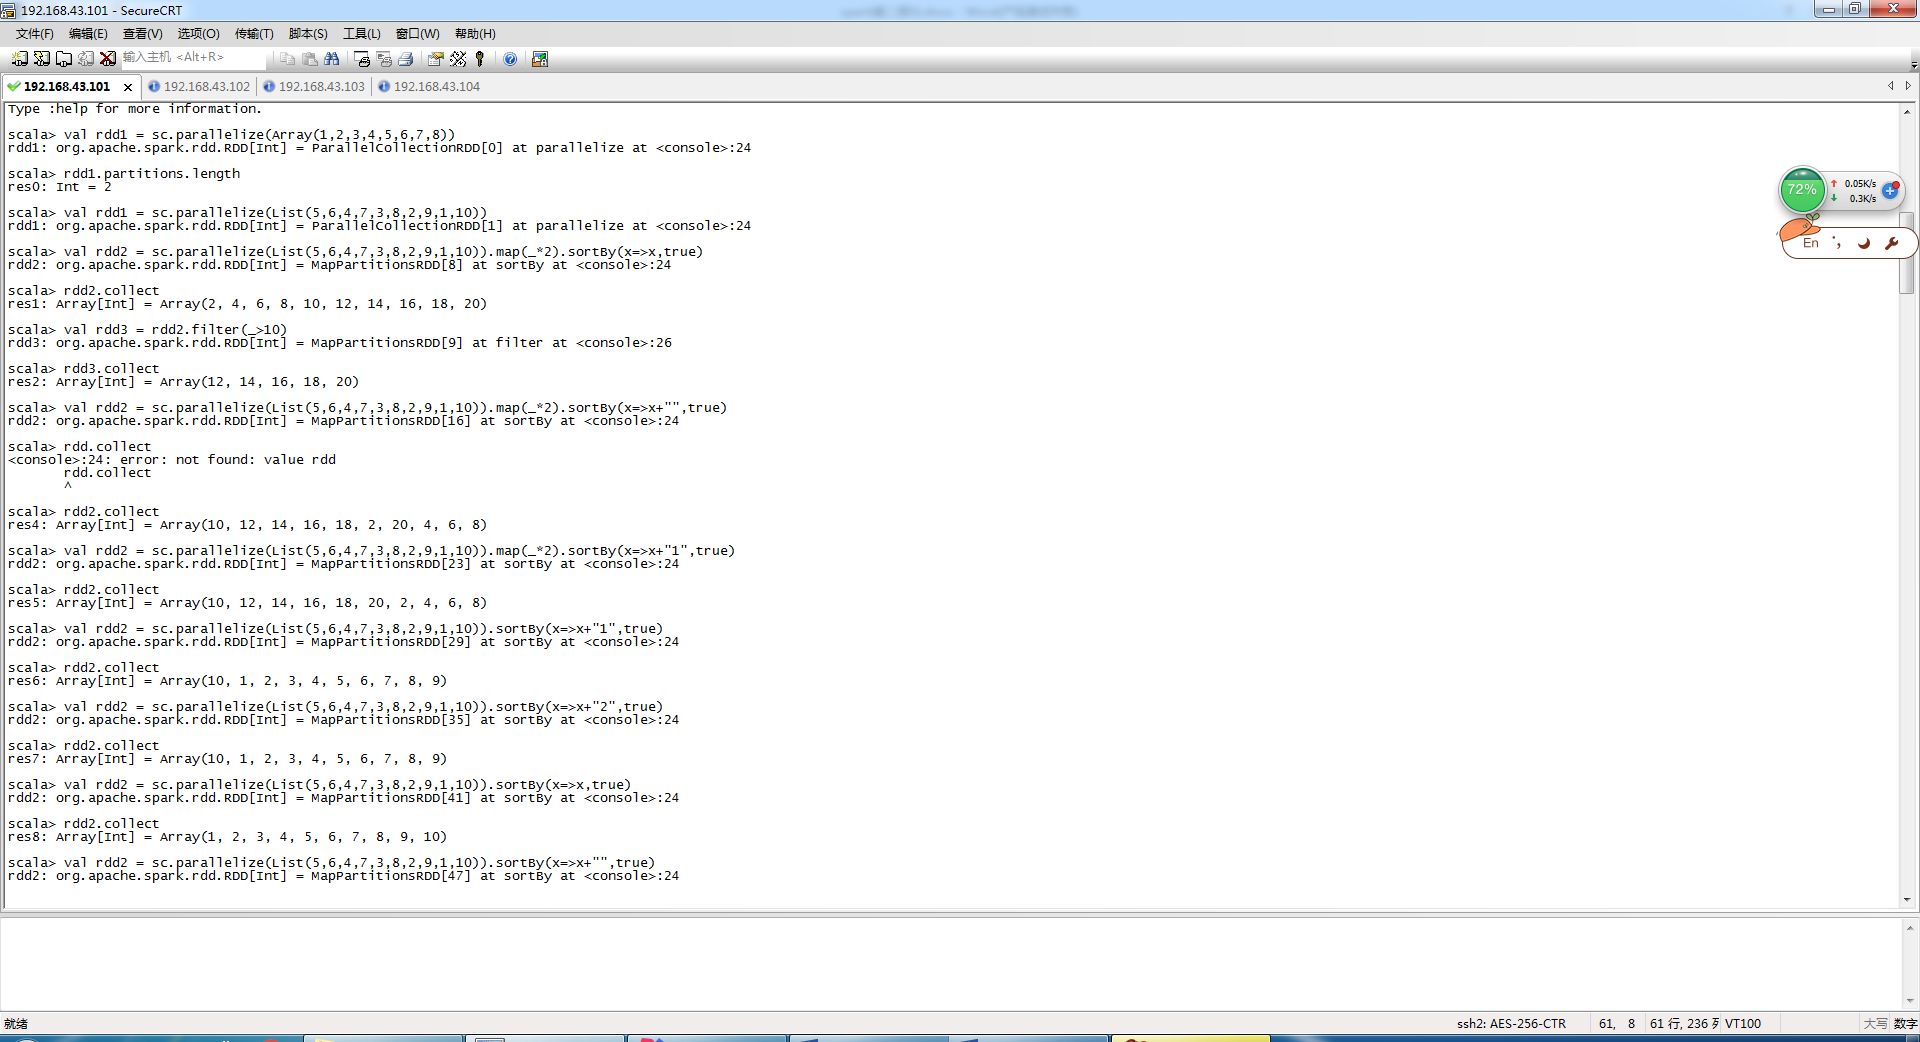 192.168.43.101 - SecureCRT
文件(F) 编辑(E) 查看(V) 选项(O) 传输(T) 脚本(S) 工具(L) 窗口(W) 帮助(H)
输入主机 <Alt+R>
192.168.43.101 192.168.43.102 192.168.43.103 192.168.43.104
Type :help for more information.
scala> val rdd1 = sc.parallelize(Array(1,2,3,4,5,6,7,8))
rdd1: org.apache.spark.rdd.RDD[Int] = ParallelCollectionRDD[0] at parallelize at <console>:24
scala> rdd1.partitions.length
res0: Int = 2
scala> val rdd1 = sc.parallelize(List(5,6,4,7,3,8,2,9,1,10))
rdd1: org.apache.spark.rdd.RDD[Int] = ParallelCollectionRDD[1] at parallelize at <console>:24
scala> val rdd2 = sc.parallelize(List(5,6,4,7,3,8,2,9,1,10)).map(_*2).sortBy(x=>x,true)
rdd2: org.apache.spark.rdd.RDD[Int] = MapPartitionsRDD[8] at sortBy at <console>:24
scala> rdd2.collect
res1: Array[Int] = Array(2, 4, 6, 8, 10, 12, 14, 16, 18, 20)
scala> val rdd3 = rdd2.filter(_>10)
rdd3: org.apache.spark.rdd.RDD[Int] = MapPartitionsRDD[9] at filter at <console>:26
scala> rdd3.collect
res2: Array[Int] = Array(12, 14, 16, 18, 20)
scala> val rdd2 = sc.parallelize(List(5,6,4,7,3,8,2,9,1,10)).map(_*2).sortBy(x=>x+"",true)
rdd2: org.apache.spark.rdd.RDD[Int] = MapPartitionsRDD[16] at sortBy at <console>:24
scala> rdd.collect
<console>:24: error: not found: value rdd
rdd.collect
^
scala> rdd2.collect
res4: Array[Int] = Array(10, 12, 14, 16, 18, 2, 20, 4, 6, 8)
scala> val rdd2 = sc.parallelize(List(5,6,4,7,3,8,2,9,1,10)).map(_*2).sortBy(x=>x+"1",true)
rdd2: org.apache.spark.rdd.RDD[Int] = MapPartitionsRDD[23] at sortBy at <console>:24
scala> rdd2.collect
res5: Array[Int] = Array(10, 12, 14, 16, 18, 20, 2, 4, 6, 8)
scala> val rdd2 = sc.parallelize(List(5,6,4,7,3,8,2,9,1,10)).sortBy(x=>x+"1",true)
rdd2: org.apache.spark.rdd.RDD[Int] = MapPartitionsRDD[29] at sortBy at <console>:24
scala> rdd2.collect
res6: Array[Int] = Array(10, 1, 2, 3, 4, 5, 6, 7, 8, 9)
scala> val rdd2 = sc.parallelize(List(5,6,4,7,3,8,2,9,1,10)).sortBy(x=>x+"2",true)
rdd2: org.apache.spark.rdd.RDD[Int] = MapPartitionsRDD[35] at sortBy at <console>:24
scala> rdd2.collect
res7: Array[Int] = Array(10, 1, 2, 3, 4, 5, 6, 7, 8, 9)
scala> val rdd2 = sc.parallelize(List(5,6,4,7,3,8,2,9,1,10)).sortBy(x=>x,true)
rdd2: org.apache.spark.rdd.RDD[Int] = MapPartitionsRDD[41] at sortBy at <console>:24
scala> rdd2.collect
res8: Array[Int] = Array(1, 2, 3, 4, 5, 6, 7, 8, 9, 10)
scala> val rdd2 = sc.parallelize(List(5,6,4,7,3,8,2,9,1,10)).sortBy(x=>x+"",true)
rdd2: org.apache.spark.rdd.RDD[Int] = MapPartitionsRDD[47] at sortBy at <console>:24
72% 0.05K/s
0.3K/s
En
就绪 ssh2: AES-256-CTR 61, 8 61 行, 236 列 VT100 大写 数字